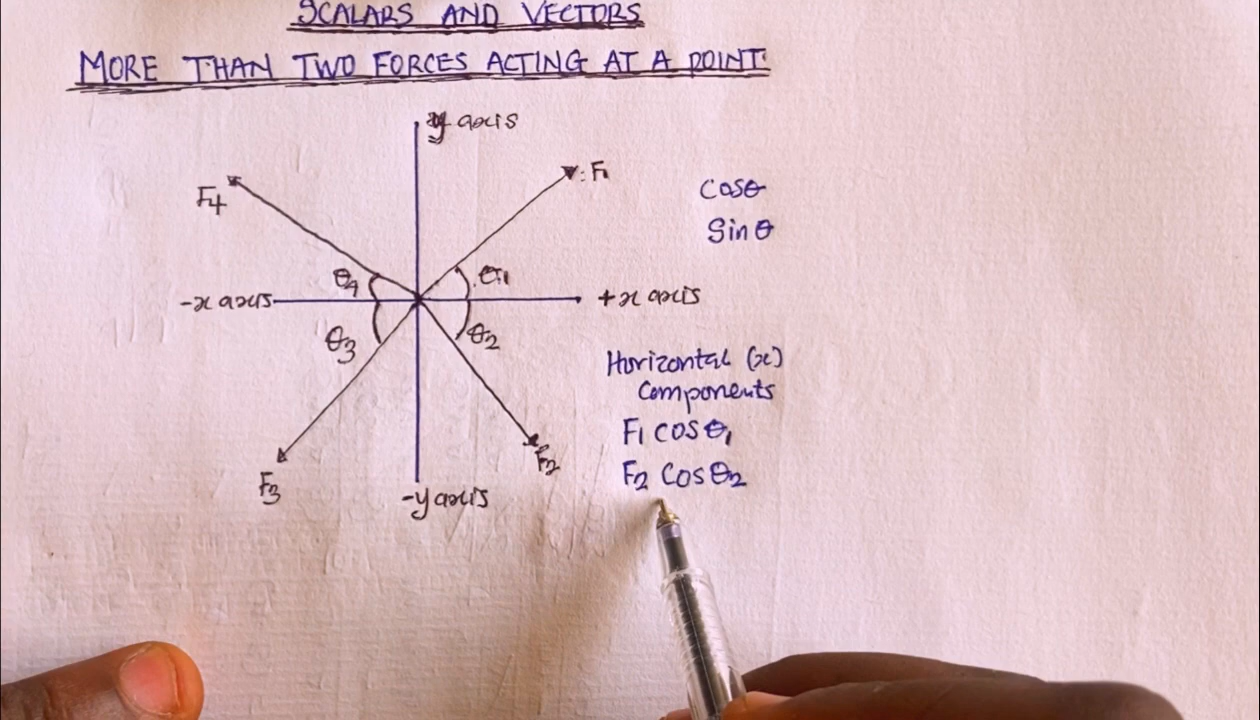 SCALARS AND VECTORS
MORE THAN TWO FORCES ACTING AT A POINT.
y axis
F4
F1
Cosθ
Sin θ
θ4
θ1
-x axis
+x axis
θ3
θ2
Horizontal (x)
Components
F1 cosθ1
F2 Cosθ2
F3
F2
-y axis